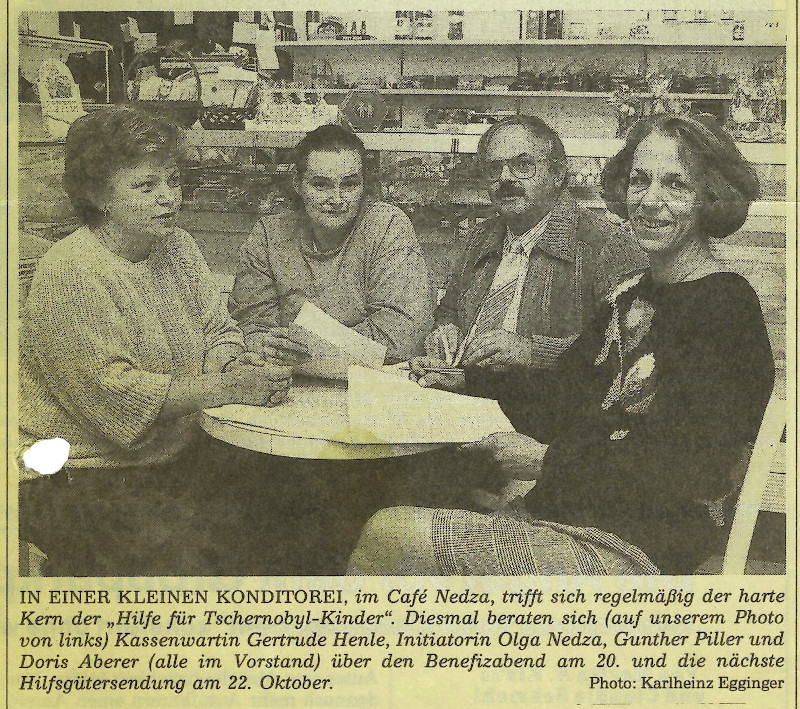 IN EINER KLEINEN KONDITOREI, im Café Nedza, trifft sich regelmäßig der harte
Kern der „Hilfe für Tschernobyl-Kinder“. Diesmal beraten sich (auf unserem Photo
von links) Kassenwartin Gertrude Henle, Initiatorin Olga Nedza, Gunther Piller und
Doris Aberer (alle im Vorstand) über den Benefizabend am 20. und die nächste
Hilfsgütersendung am 22. Oktober. Photo: Karlheinz Egginger